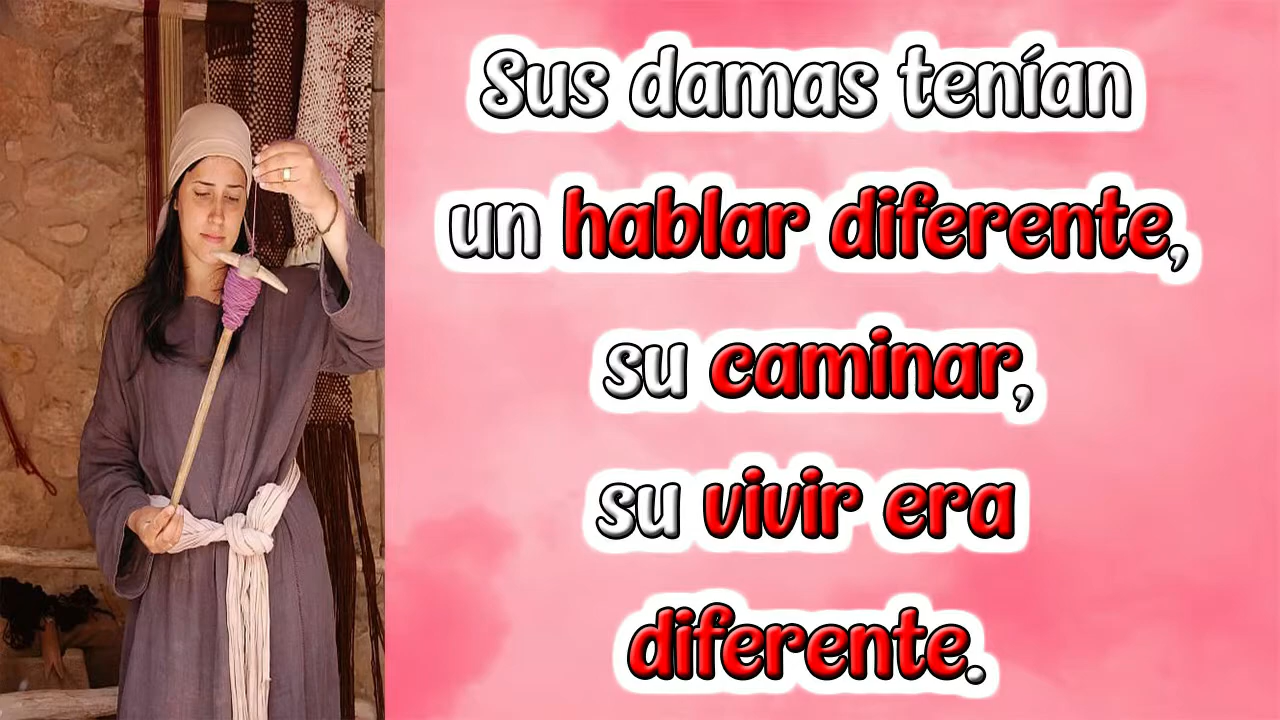 Sus damas tenían
un hablar diferente,
su caminar,
su vivir era
diferente.